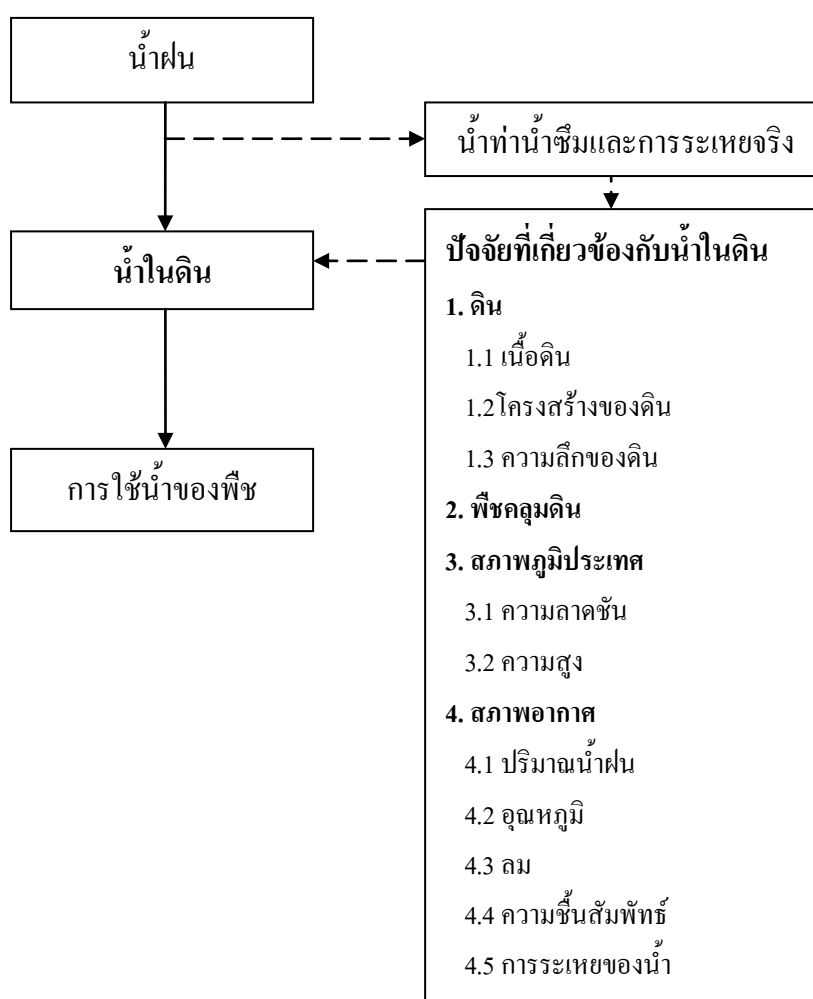 น้ำฝน
น้ำท่าน้ำซึมและการระเหยจริง
น้ำในดิน
การใช้น้ำของพืช
ปัจจัยที่เกี่ยวข้องกับน้ำในดิน
1. ดิน
1.1 เนื้อดิน
1.2โครงสร้างของดิน
1.3 ความลึกของดิน
2. พืชคลุมดิน
3. สภาพภูมิประเทศ
3.1 ความลาดชัน
3.2 ความสูง
4. สภาพอากาศ
4.1 ปริมาณน้ำฝน
4.2 อุณหภูมิ
4.3 ลม
4.4 ความชื้นสัมพัทธ์
4.5 การระเหยของน้ำ